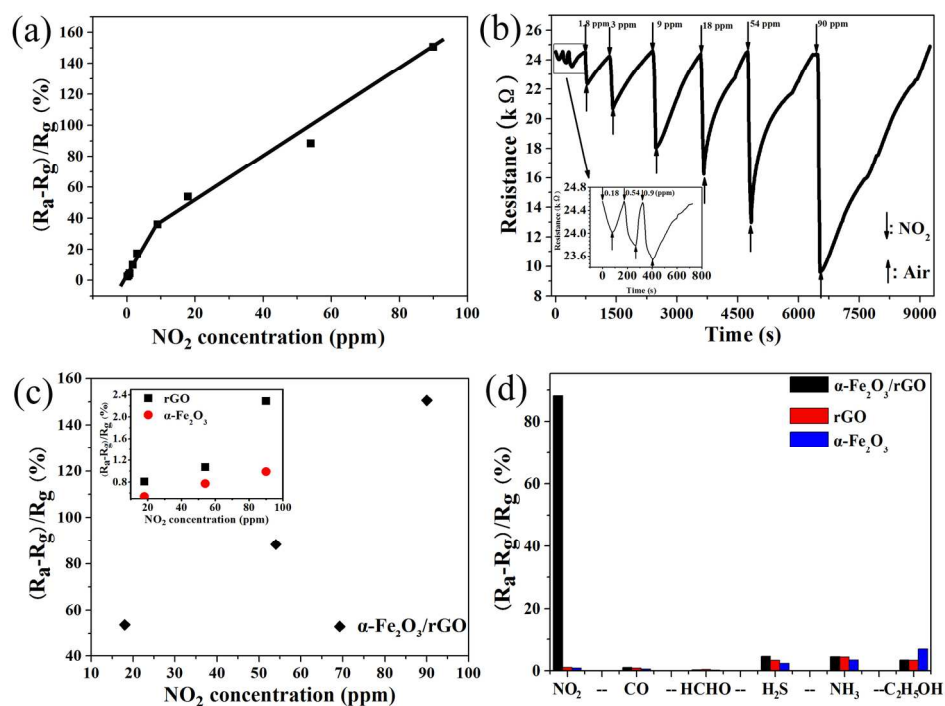 (a)
(Ra-Rg)/Rg (%)
160
140
120
100
80
60
40
20
0
0 20 40 60 80 100
NO2 concentration (ppm)
(b)
1.8 ppm 3 ppm 9 ppm 18 ppm 54 ppm 90 ppm
Resistance (k Ω)
26
24
22
20
18
16
14
12
10
8
0 1500 3000 4500 6000 7500 9000
Time (s)
0.18 0.54 0.9 (ppm)
Resistance (k Ω)
24.8
24.4
24.0
23.6
0 200 400 600 800
Time (s)
↓: NO2
↑: Air
(c)
(Ra-Rg)/Rg (%)
160
140
120
100
80
60
40
10 20 30 40 50 60 70 80 90 100
NO2 concentration (ppm)
α-Fe2O3/rGO
rGO
α-Fe2O3
(Ra-Rg)/Rg (%)
2.4
2.0
1.6
1.2
0.8
20 40 60 80 100
NO2 concentration (ppm)
(d)
α-Fe2O3/rGO
rGO
α-Fe2O3
(Ra-Rg)/Rg (%)
80
60
40
20
0
NO2 -- CO -- HCHO -- H2S -- NH3 --C2H5OH